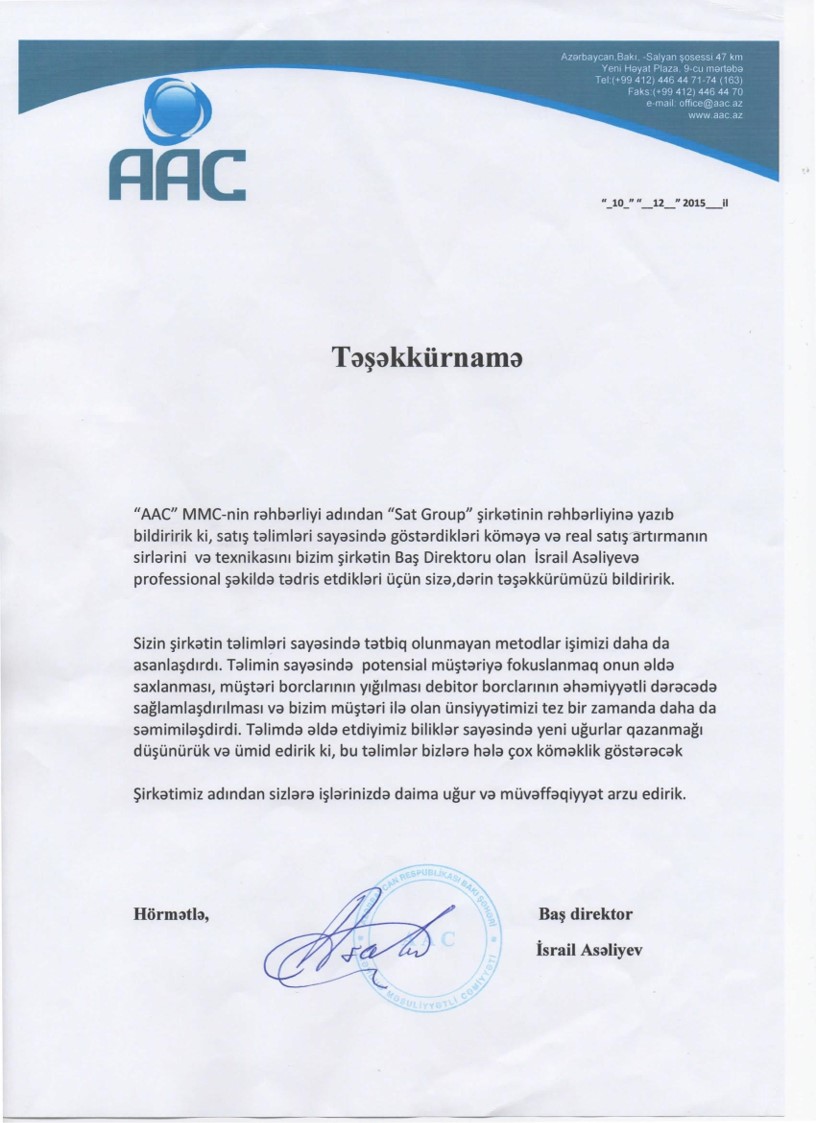 Azərbaycan,Bakı, -Salyan şosessi 47 km
Yeni Həyat Plaza, 9-cu mərtəbə
Tel:(+99 412) 446 44 71-74 (163)
Faks:(+99 412) 446 44 70
e-mail: office@aac.az
www.aac.az
AAC
“_10_” “__12__” 2015___il
Təşəkkürnamə
“AAC” MMC-nin rəhbərliyi adından “Sat Group” şirkətinin rəhbərliyinə yazıb
bildiririk ki, satış təlimləri sayəsində göstərdikləri köməyə və real satış artırmanın
sirlərini və texnikasını bizim şirkətin Baş Direktoru olan İsrail Asəliyevə
professional şəkildə tədris etdikləri üçün sizə,dərin təşəkkürümüzü bildiririk.
Sizin şirkətin təlimləri sayəsində tətbiq olunmayan metodlar işimizi daha da
asanlaşdırdı. Təlimin sayəsində potensial müştəriyə fokuslanmaq onun əldə
saxlanması, müştəri borclarının yığılması debitor borclarının əhəmiyyətli dərəcədə
sağlamlaşdırılması və bizim müştəri ilə olan ünsiyyətimizi tez bir zamanda daha da
səmimiləşdirdi. Təlimdə əldə etdiyimiz biliklər sayəsində yeni uğurlar qazanmağı
düşünürük və ümid edirik ki, bu təlimlər bizlərə hələ çox köməklik göstərəcək
Şirkətimiz adından sizlərə işlərinizdə daima uğur və müvəffəqiyyət arzu edirik.
Hörmətlə,
Baş direktor
İsrail Asəliyev
RESPUBLİKASI BAKI ŞƏHƏRİ
AAC
MƏSULİYYƏTLİ CƏMİYYƏTİ